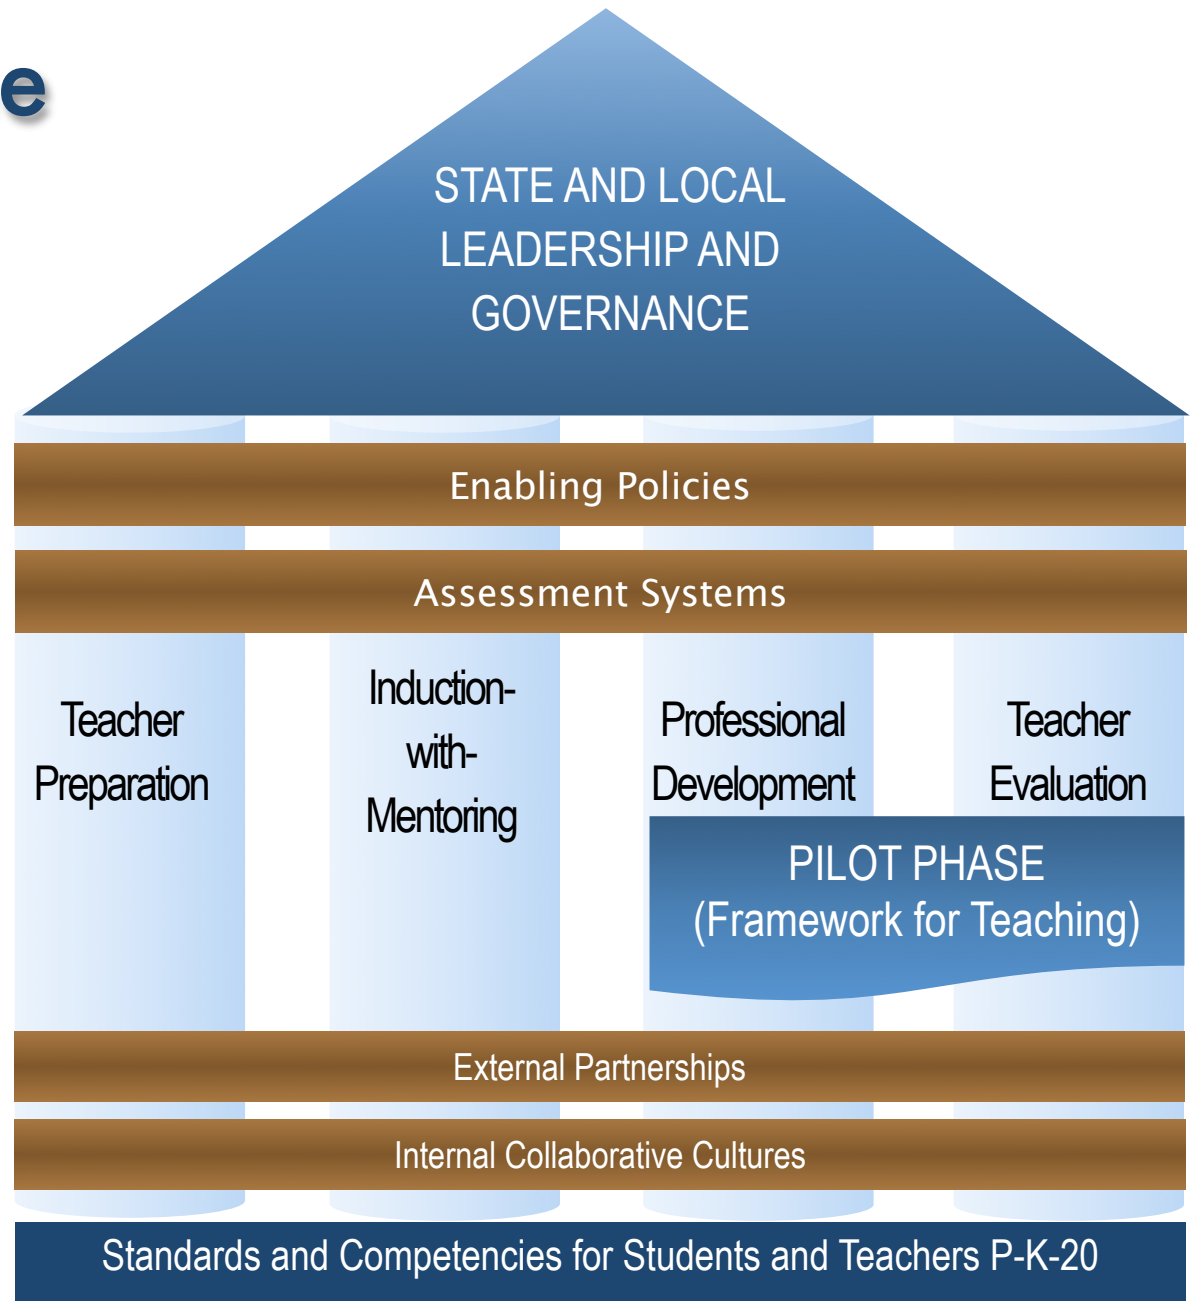 e
STATE AND LOCAL
LEADERSHIP AND
GOVERNANCE
Enabling Policies
Assessment Systems
Teacher
Preparation
Induction-
with-
Mentoring
Professional
Development
Teacher
Evaluation
PILOT PHASE
(Framework for Teaching)
External Partnerships
Internal Collaborative Cultures
Standards and Competencies for Students and Teachers P-K-20